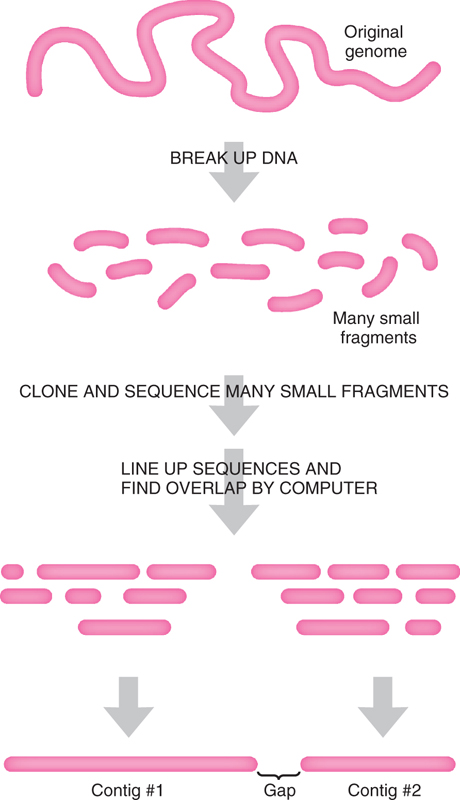 Original
genome
BREAK UP DNA
Many small
fragments
CLONE AND SEQUENCE MANY SMALL FRAGMENTS
LINE UP SEQUENCES AND
FIND OVERLAP BY COMPUTER
Contig #1
Gap
Contig #2